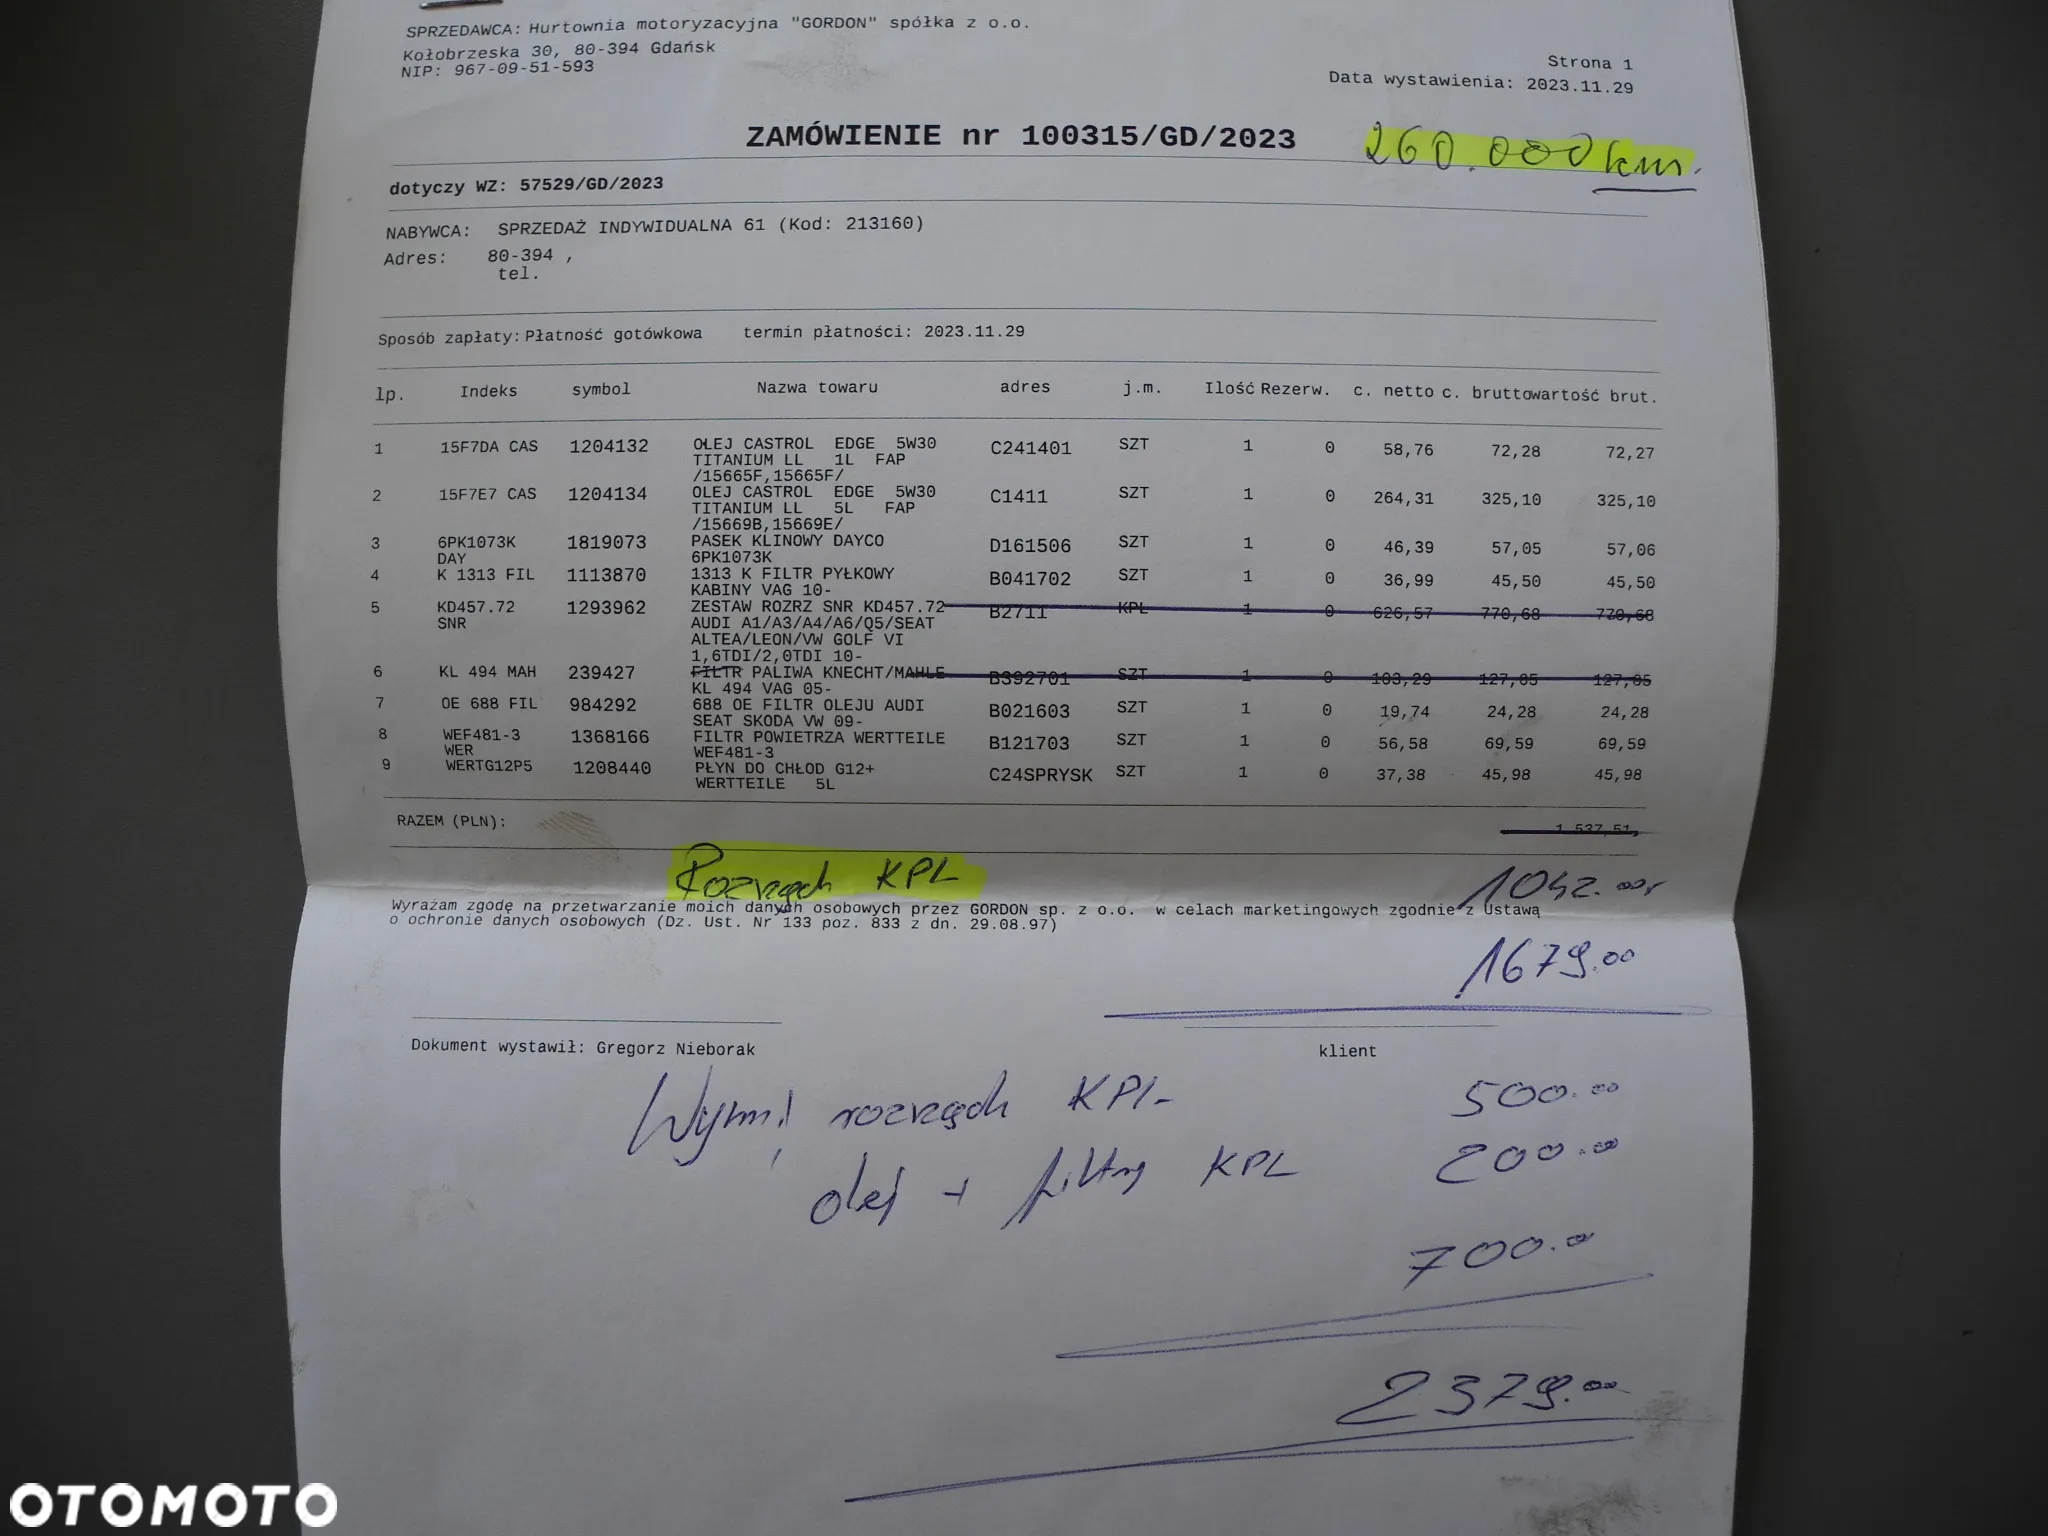 SPRZEDAWCA: Hurtownia motoryzacyjna "GORDON" spółka z o.o.
Kołobrzeska 30, 80-394 Gdańsk
NIP: 967-09-51-593
Strona 1
Data wystawienia: 2023.11.29
ZAMÓWIENIE nr 100315/GD/2023
260.000 km.
dotyczy WZ: 57529/GD/2023
NABYWCA: SPRZEDAŻ INDYWIDUALNA 61 (Kod: 213160)
Adres: 80-394 ,
tel.
Sposób zapłaty: Płatność gotówkowa termin płatności: 2023.11.29
lp. Indeks symbol Nazwa towaru adres j.m. Ilość Rezerw. c. netto c. bruttowartość brut.
1 15F7DA CAS 1204132 OLEJ CASTROL EDGE 5W30 C241401 SZT 1 0 58,76 72,28 72,27
TITANIUM LL 1L FAP
/15665F,15665F/
2 15F7E7 CAS 1204134 OLEJ CASTROL EDGE 5W30 C1411 SZT 1 0 264,31 325,10 325,10
TITANIUM LL 5L FAP
/15669B,15669E/
3 6PK1073K 1819073 PASEK KLINOWY DAYCO D161506 SZT 1 0 46,39 57,05 57,06
DAY 6PK1073K
4 K 1313 FIL 1113870 1313 K FILTR PYŁKOWY B041702 SZT 1 0 36,99 45,50 45,50
KABINY VAG 10-
5 KD457.72 1293962 ZESTAW ROZRZ SNR KD457.72 B2711 KPL 1 0 626,57 770,68 770,68
SNR AUDI A1/A3/A4/A6/Q5/SEAT
ALTEA/LEON/VW GOLF VI
1,6TDI/2,0TDI 10-
6 KL 494 MAH 239427 FILTR PALIWA KNECHT/MAHLE B392701 SZT 1 0 103,29 127,05 127,05
KL 494 VAG 05-
7 OE 688 FIL 984292 688 OE FILTR OLEJU AUDI B021603 SZT 1 0 19,74 24,28 24,28
SEAT SKODA VW 09-
8 WEF481-3 1368166 FILTR POWIETRZA WERTTEILE B121703 SZT 1 0 56,58 69,59 69,59
WER WEF481-3
9 WERTG12P5 1208440 PŁYN DO CHŁOD G12+ C24SPRYSK SZT 1 0 37,38 45,98 45,98
WERTTEILE 5L
RAZEM (PLN): 1 537,51
Rozrząd KPL 1042.00
Wyrażam zgodę na przetwarzanie moich danych osobowych przez GORDON sp. z o.o. w celach marketingowych zgodnie z Ustawą
o ochronie danych osobowych (Dz. Ust. Nr 133 poz. 833 z dn. 29.08.97)
1679.00
Dokument wystawił: Gregorz Nieborak
klient
Wymi, rozrząd KPL 500.00
olej + filtry KPL 200.00
700.00
2379.00
OTOMOTO